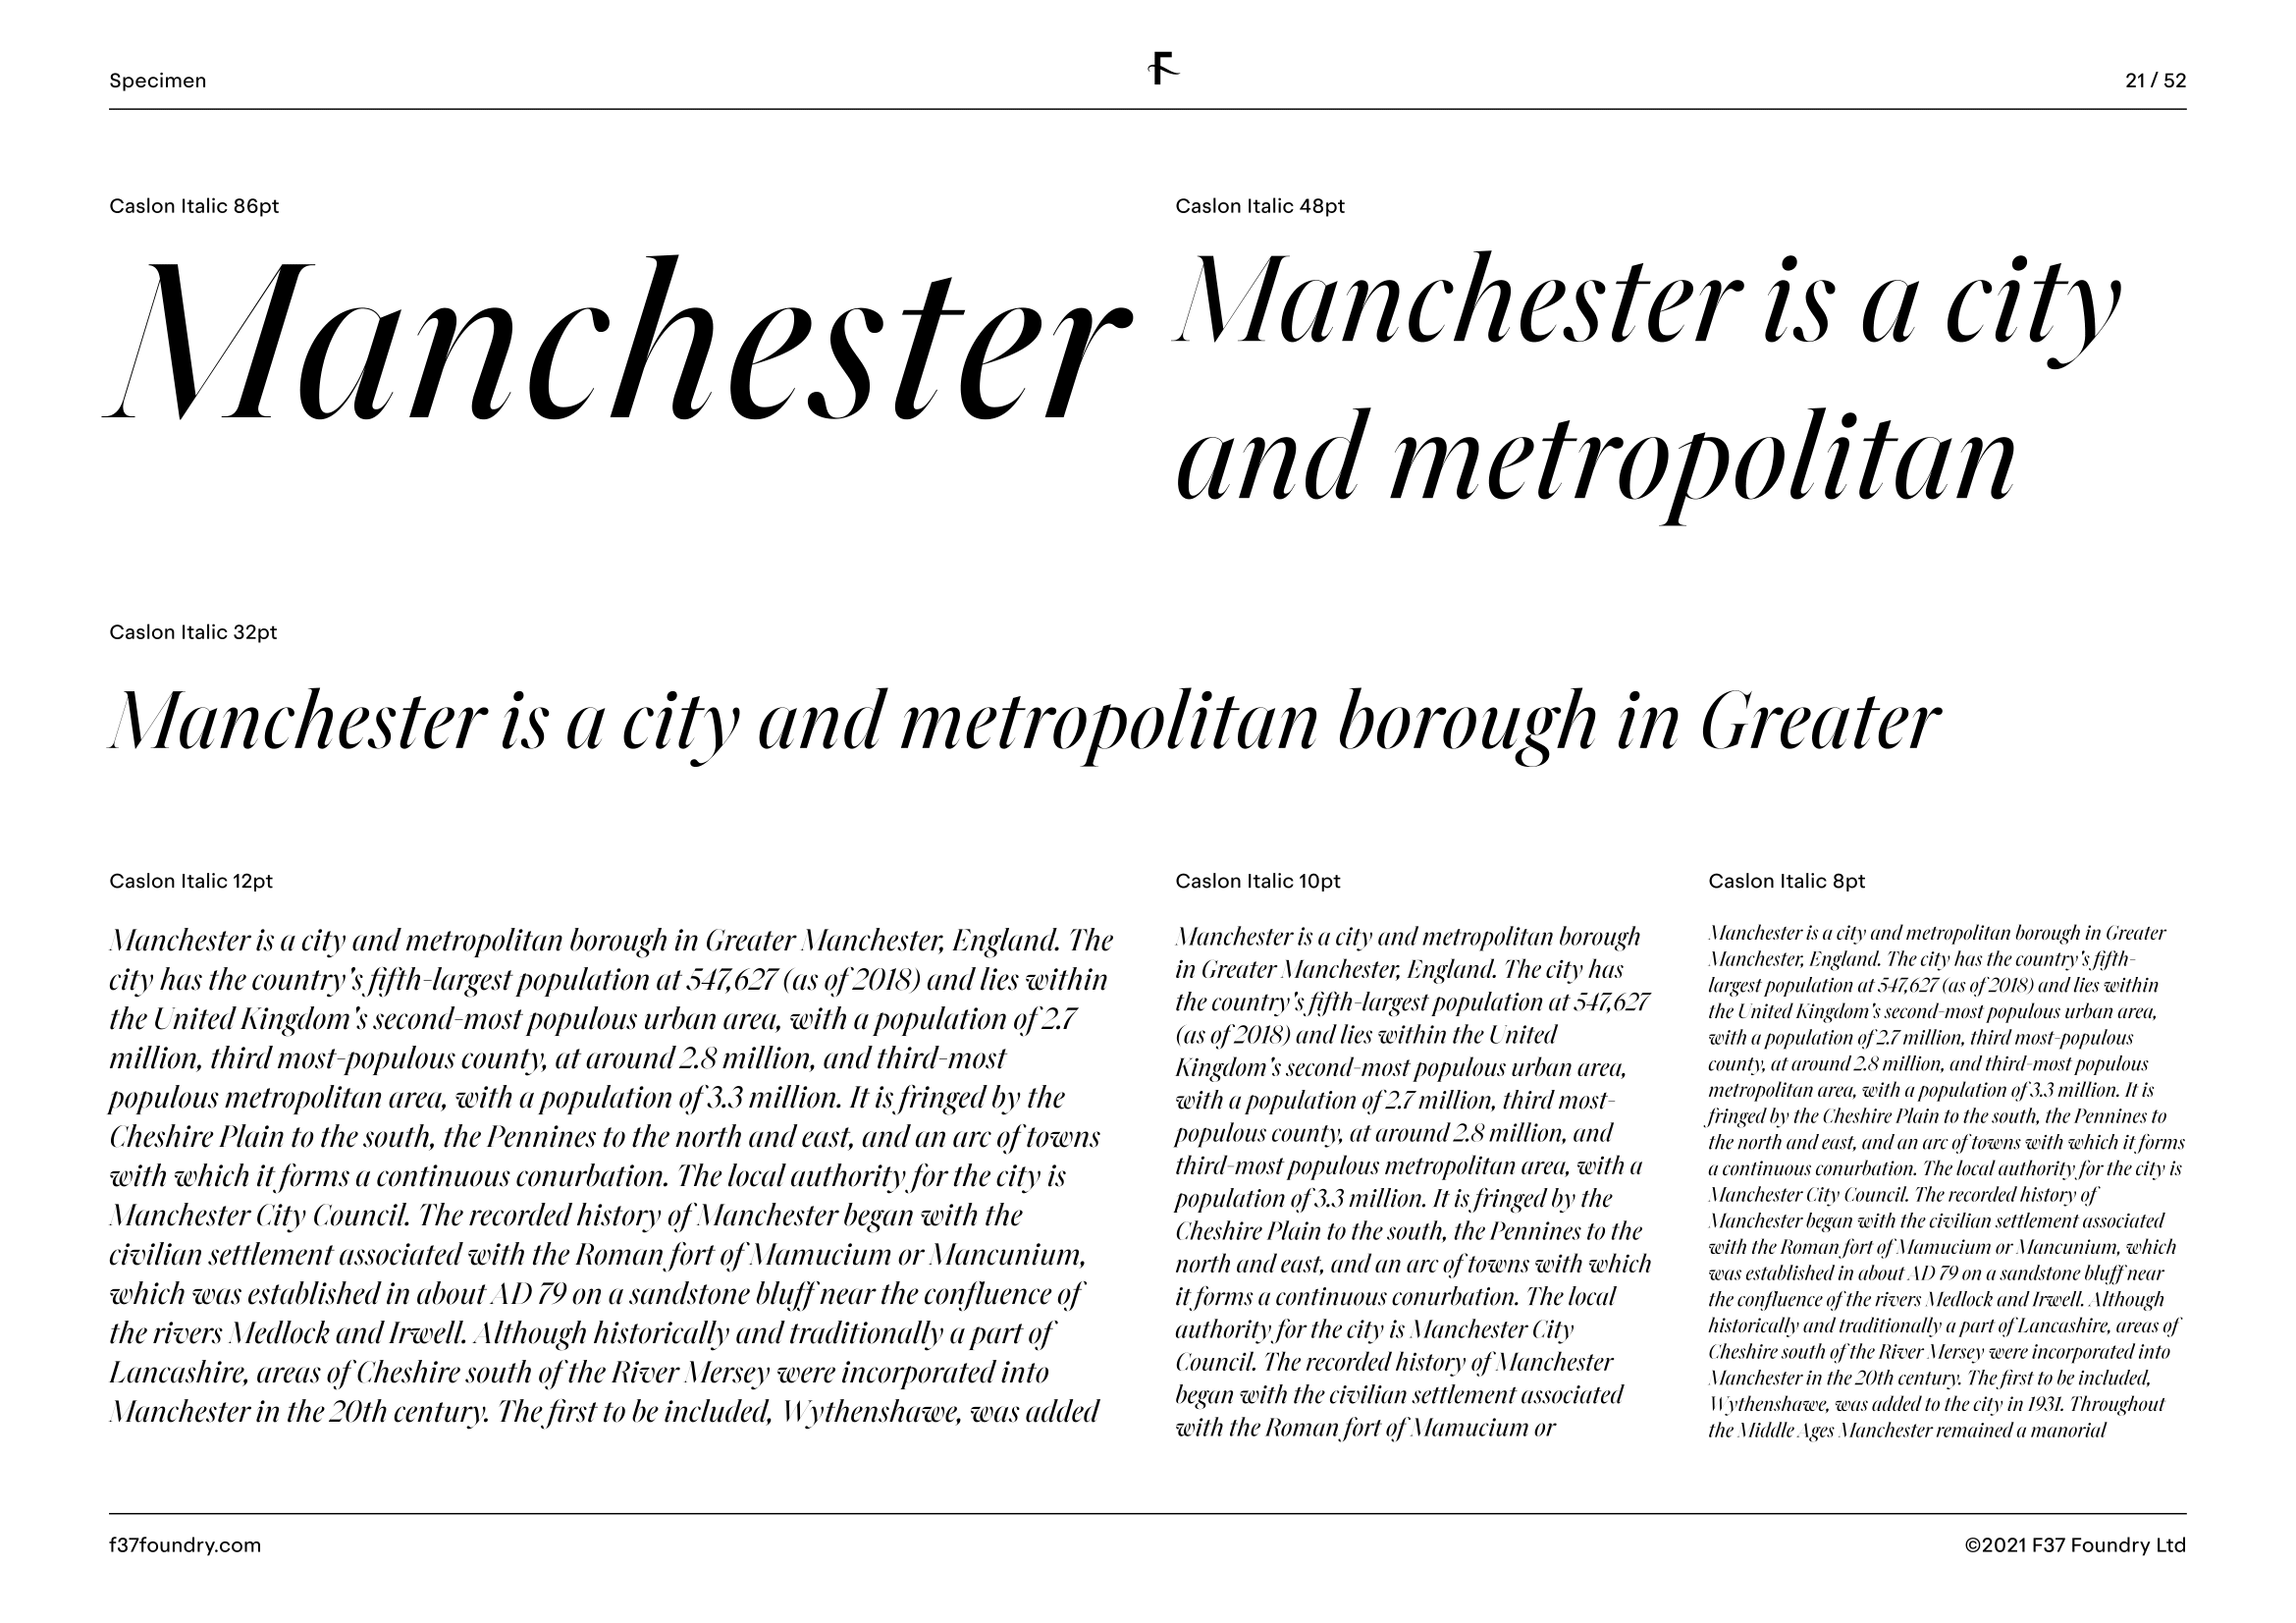 Specimen
F
21 / 52
Caslon Italic 86pt
Manchester
Caslon Italic 48pt
Manchester is a city
and metropolitan
Caslon Italic 32pt
Manchester is a city and metropolitan borough in Greater
Caslon Italic 12pt
Manchester is a city and metropolitan borough in Greater Manchester, England. The
city has the country's fifth-largest population at 547,627 (as of 2018) and lies within
the United Kingdom's second-most populous urban area, with a population of 2.7
million, third most-populous county, at around 2.8 million, and third-most
populous metropolitan area, with a population of 3.3 million. It is fringed by the
Cheshire Plain to the south, the Pennines to the north and east, and an arc of towns
with which it forms a continuous conurbation. The local authority for the city is
Manchester City Council. The recorded history of Manchester began with the
civilian settlement associated with the Roman fort of Mamucium or Mancunium,
which was established in about AD 79 on a sandstone bluff near the confluence of
the rivers Medlock and Irwell. Although historically and traditionally a part of
Lancashire, areas of Cheshire south of the River Mersey were incorporated into
Manchester in the 20th century. The first to be included, Wythenshawe, was added
Caslon Italic 10pt
Manchester is a city and metropolitan borough
in Greater Manchester, England. The city has
the country's fifth-largest population at 547,627
(as of 2018) and lies within the United
Kingdom's second-most populous urban area,
with a population of 2.7 million, third most-
populous county, at around 2.8 million, and
third-most populous metropolitan area, with a
population of 3.3 million. It is fringed by the
Cheshire Plain to the south, the Pennines to the
north and east, and an arc of towns with which
it forms a continuous conurbation. The local
authority for the city is Manchester City
Council. The recorded history of Manchester
began with the civilian settlement associated
with the Roman fort of Mamucium or
Caslon Italic 8pt
Manchester is a city and metropolitan borough in Greater
Manchester, England. The city has the country's fifth-
largest population at 547,627 (as of 2018) and lies within
the United Kingdom's second-most populous urban area,
with a population of 2.7 million, third most-populous
county, at around 2.8 million, and third-most populous
metropolitan area, with a population of 3.3 million. It is
fringed by the Cheshire Plain to the south, the Pennines to
the north and east, and an arc of towns with which it forms
a continuous conurbation. The local authority for the city is
Manchester City Council. The recorded history of
Manchester began with the civilian settlement associated
with the Roman fort of Mamucium or Mancunium, which
was established in about AD 79 on a sandstone bluff near
the confluence of the rivers Medlock and Irwell. Although
historically and traditionally a part of Lancashire, areas of
Cheshire south of the River Mersey were incorporated into
Manchester in the 20th century. The first to be included,
Wythenshawe, was added to the city in 1931. Throughout
the Middle Ages Manchester remained a manorial
f37foundry.com
©2021 F37 Foundry Ltd